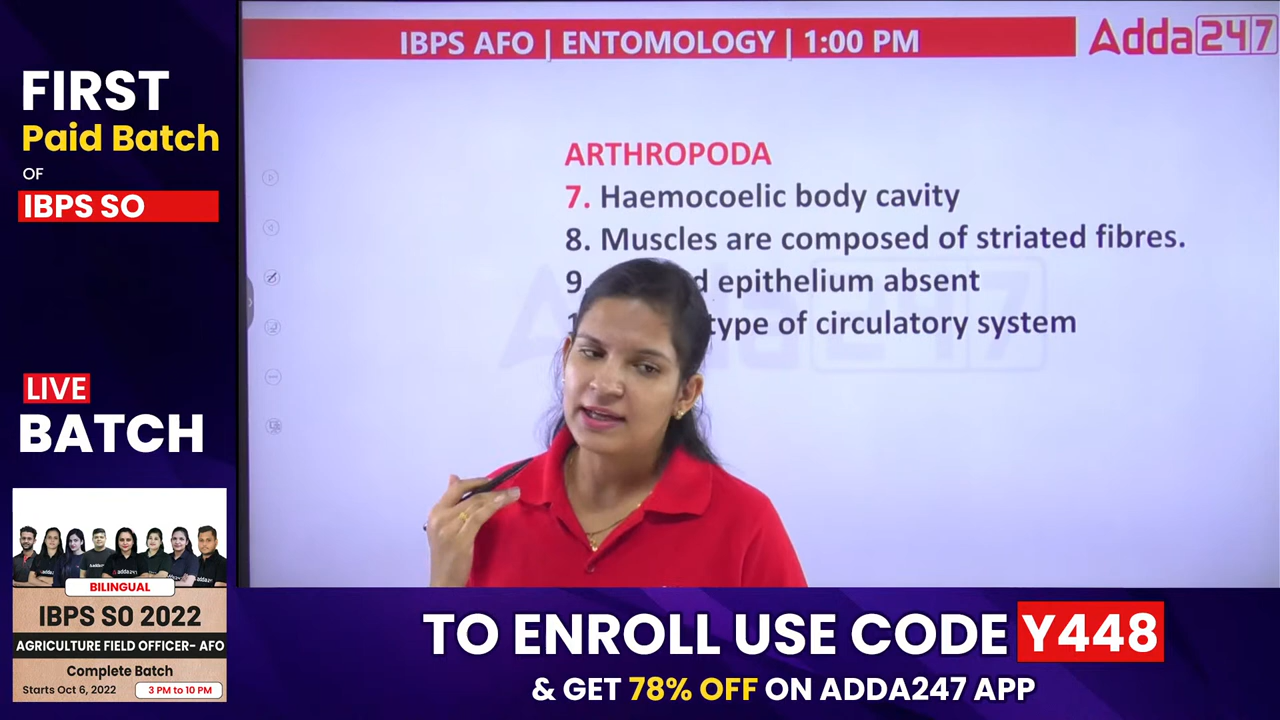 IBPS AFO | ENTOMOLOGY | 1:00 PM
Adda247
FIRST
Paid Batch
OF
IBPS SO
LIVE
BATCH
BILINGUAL
IBPS SO 2022
AGRICULTURE FIELD OFFICER- AFO
Complete Batch
Starts Oct 6, 2022
3 PM to 10 PM
ARTHROPODA
7. Haemocoelic body cavity
8. Muscles are composed of striated fibres.
9. epithelium absent
type of circulatory system
TO ENROLL USE CODE Y448
& GET 78% OFF ON ADDA247 APP